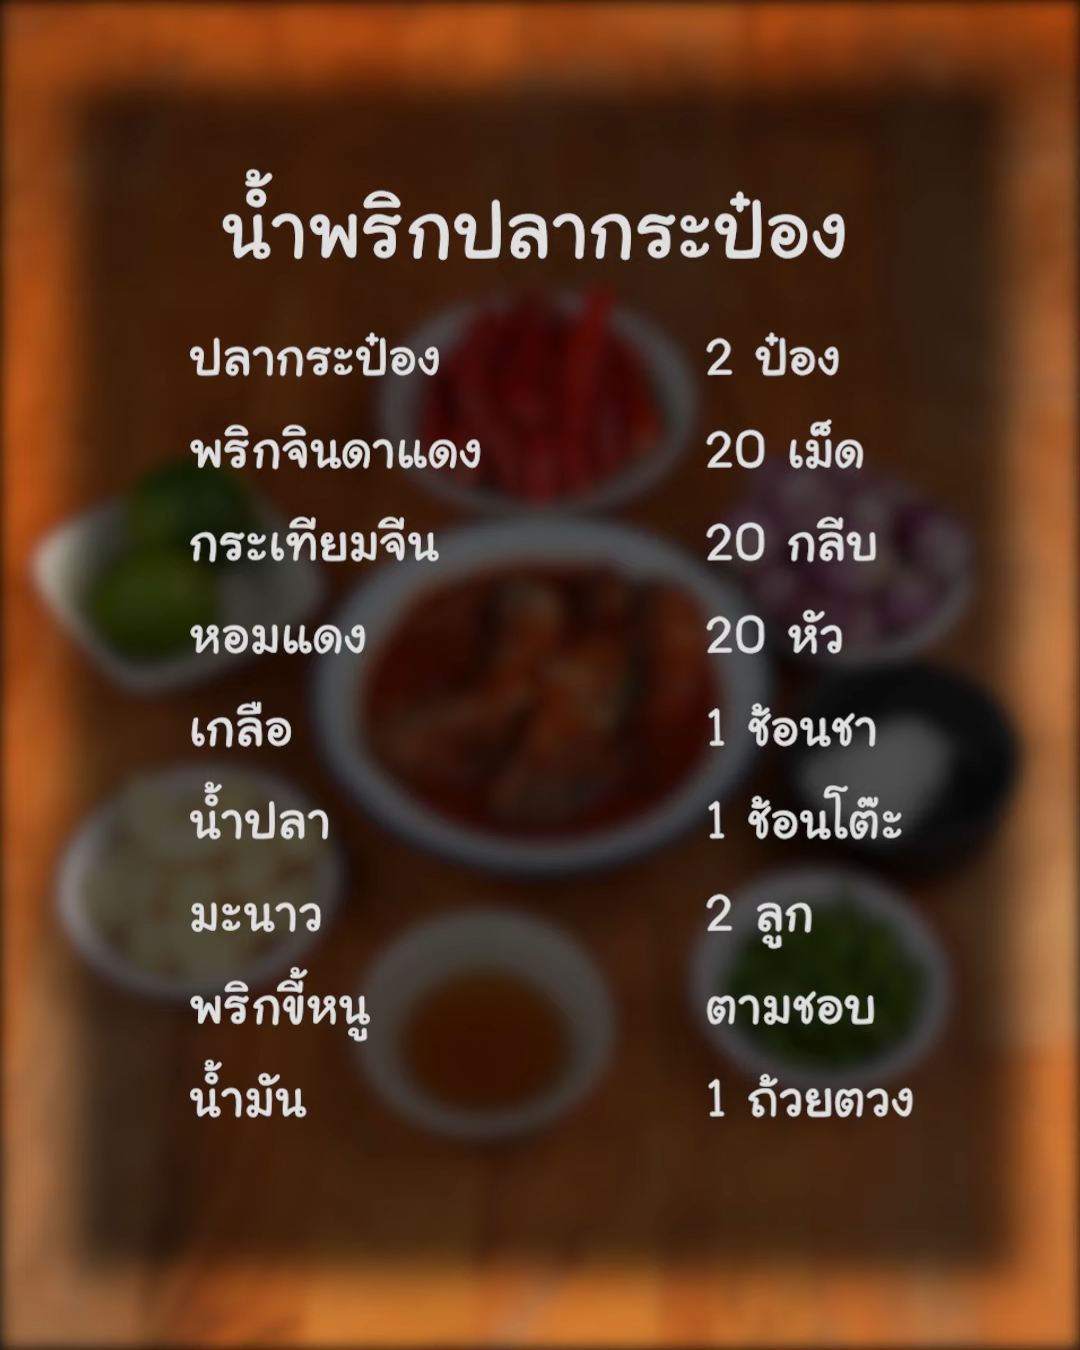 น้ำพริกปลากระป๋อง
ปลากระป๋อง 2 ป๋อง
พริกจินดาแดง 20 เม็ด
กระเทียมจีน 20 กลีบ
หอมแดง 20 หัว
เกลือ 1 ช้อนชา
น้ำปลา 1 ช้อนโต๊ะ
มะนาว 2 ลูก
พริกขี้หนู ตามชอบ
น้ำมัน 1 ถ้วยตวง